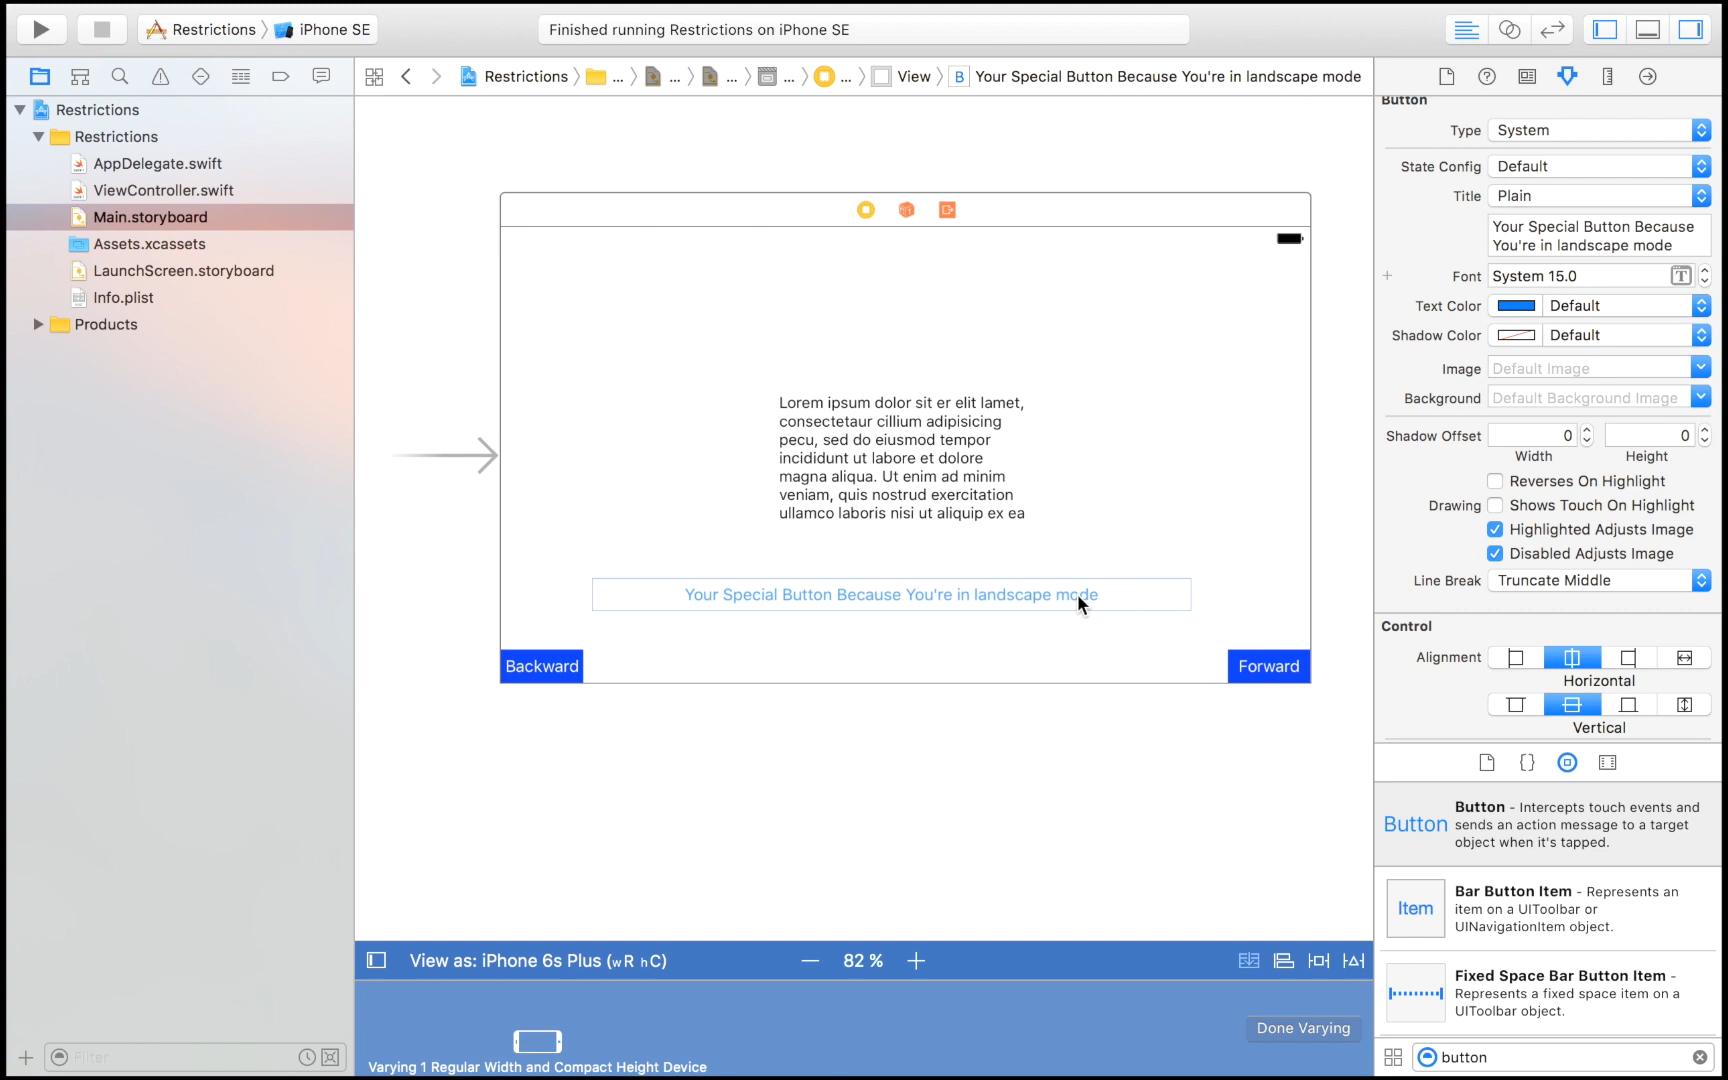 Restrictions
iPhone SE
Finished running Restrictions on iPhone SE
Restrictions
...
...
...
...
...
View
B
Your Special Button Because You're in landscape mode
Restrictions
Restrictions
AppDelegate.swift
ViewController.swift
Main.storyboard
Assets.xcassets
LaunchScreen.storyboard
Info.plist
Products
Filter
Lorem ipsum dolor sit er elit lamet,
consectetaur cillium adipisicing
pecu, sed do eiusmod tempor
incididunt ut labore et dolore
magna aliqua. Ut enim ad minim
veniam, quis nostrud exercitation
ullamco laboris nisi ut aliquip ex ea
Your Special Button Because You're in landscape mode
Backward
Forward
View as: iPhone 6s Plus (wR hC)
82 %
Done Varying
Varying 1 Regular Width and Compact Height Device
Button
Type System
State Config Default
Title Plain
Your Special Button Because
You're in landscape mode
Font System 15.0
Text Color Default
Shadow Color Default
Image Default Image
Background Default Background Image
Shadow Offset 0 0
Width Height
Reverses On Highlight
Drawing Shows Touch On Highlight
Highlighted Adjusts Image
Disabled Adjusts Image
Line Break Truncate Middle
Control
Alignment
Horizontal
Vertical
Button
Button - Intercepts touch events and
sends an action message to a target
object when it's tapped.
Item
Bar Button Item - Represents an
item on a UIToolbar or
UINavigationItem object.
Fixed Space Bar Button Item -
Represents a fixed space item on a
UIToolbar object.
button